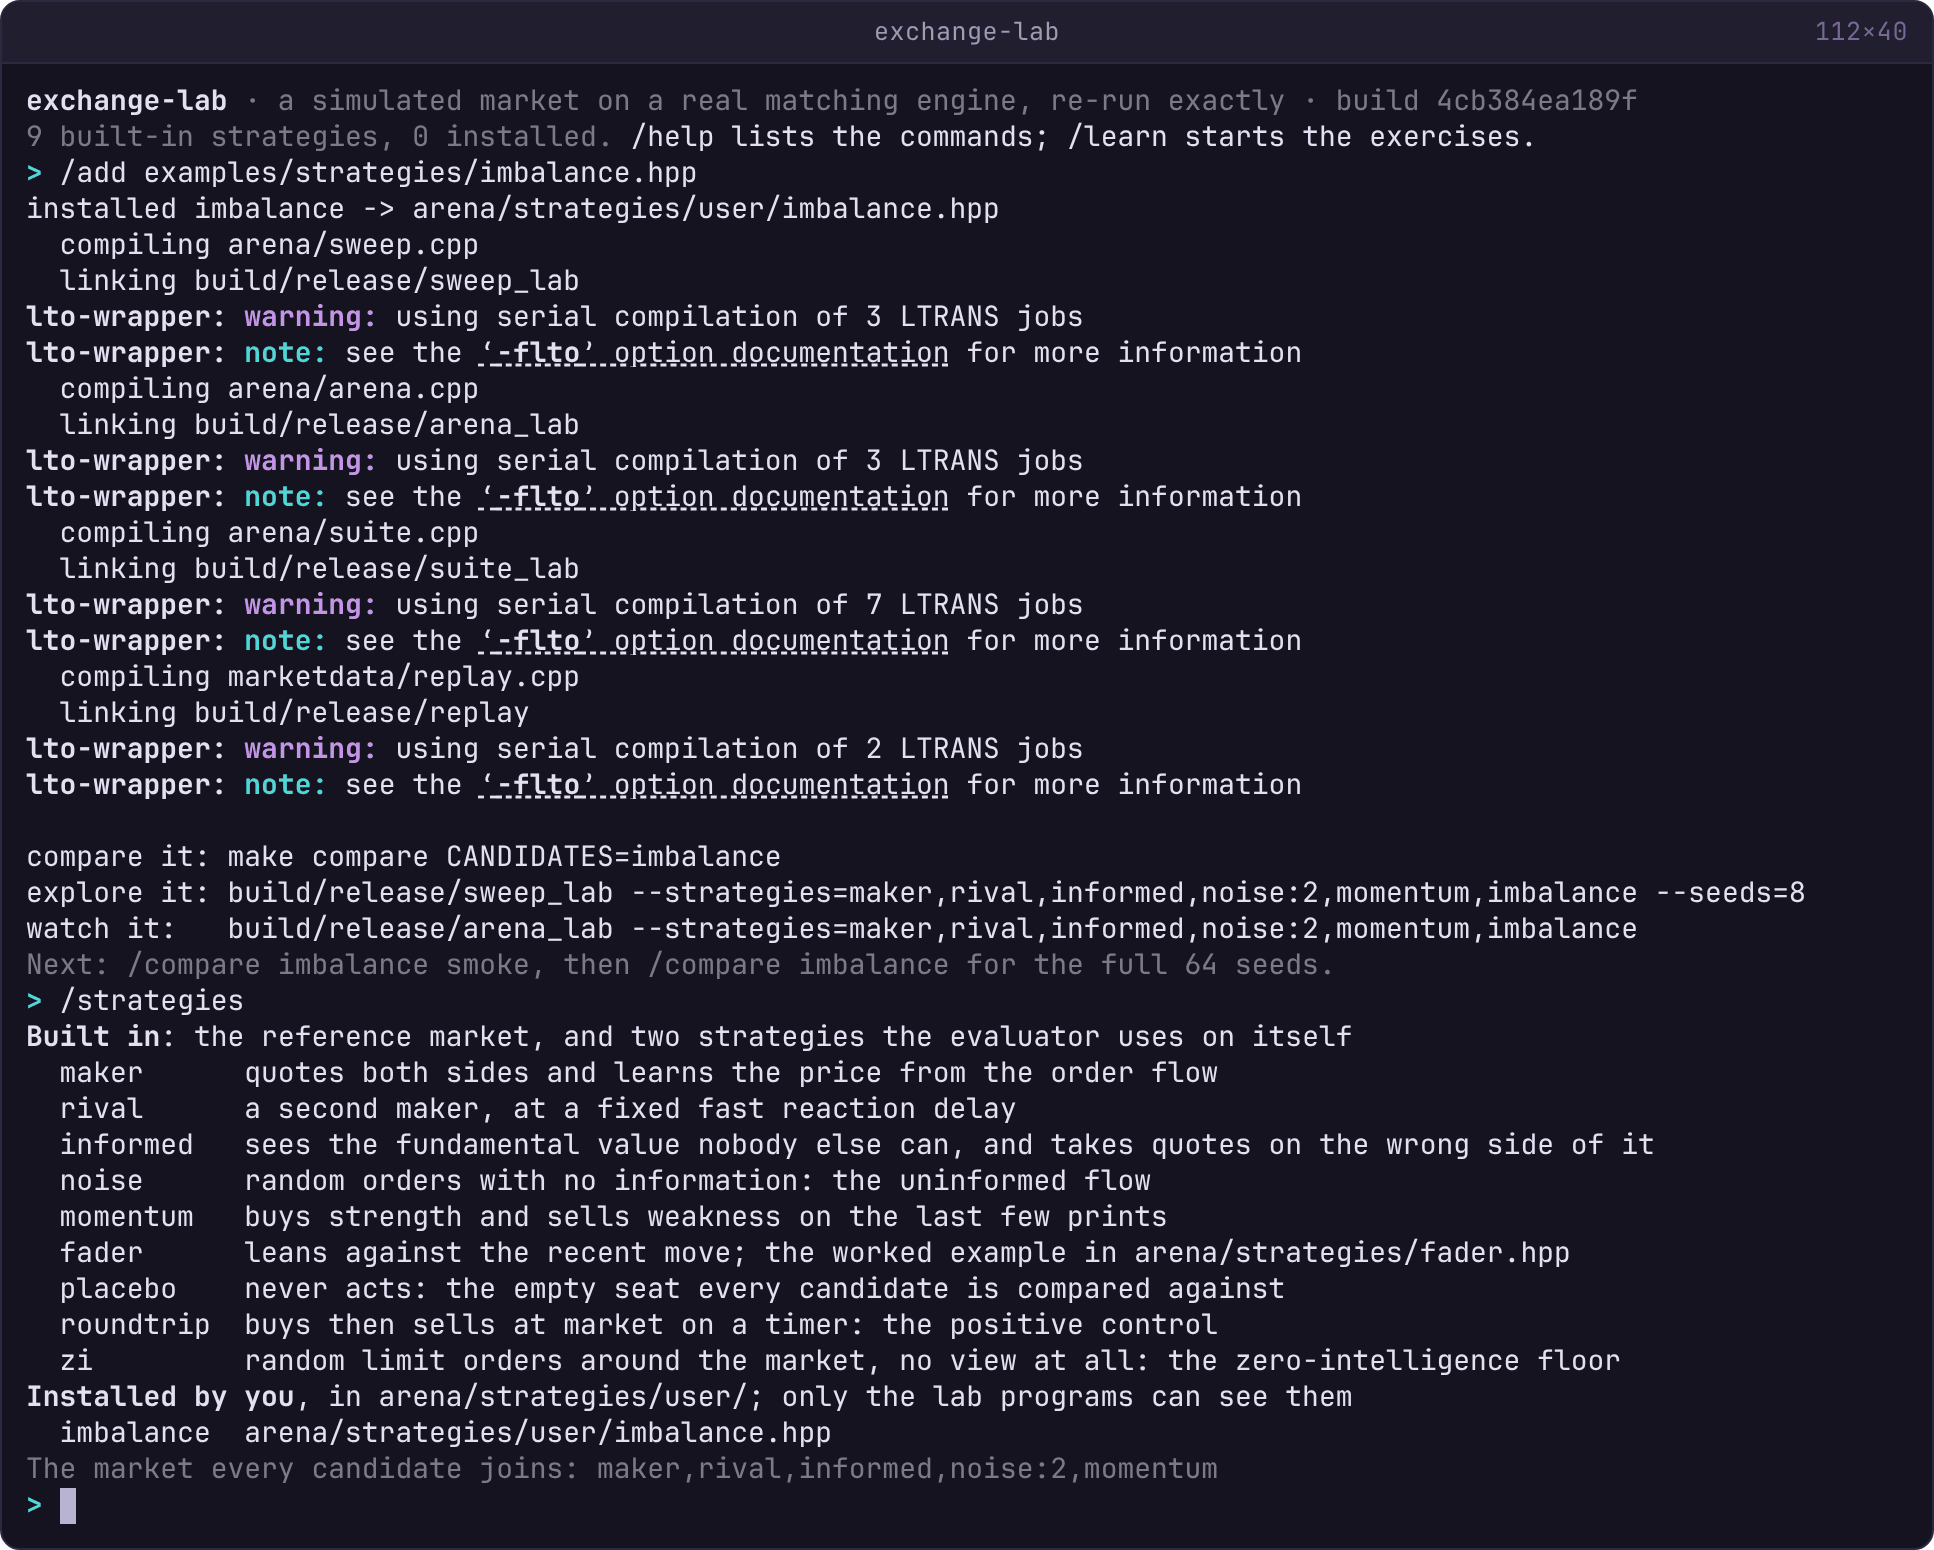 exchange-lab
112×40
exchange-lab · a simulated market on a real matching engine, re-run exactly · build 4cb384ea189f
9 built-in strategies, 0 installed. /help lists the commands; /learn starts the exercises.
> /add examples/strategies/imbalance.hpp
installed imbalance -> arena/strategies/user/imbalance.hpp
  compiling arena/sweep.cpp
  linking build/release/sweep_lab
lto-wrapper: warning: using serial compilation of 3 LTRANS jobs
lto-wrapper: note: see the ‘-flto’ option documentation for more information
  compiling arena/arena.cpp
  linking build/release/arena_lab
lto-wrapper: warning: using serial compilation of 3 LTRANS jobs
lto-wrapper: note: see the ‘-flto’ option documentation for more information
  compiling arena/suite.cpp
  linking build/release/suite_lab
lto-wrapper: warning: using serial compilation of 7 LTRANS jobs
lto-wrapper: note: see the ‘-flto’ option documentation for more information
  compiling marketdata/replay.cpp
  linking build/release/replay
lto-wrapper: warning: using serial compilation of 2 LTRANS jobs
lto-wrapper: note: see the ‘-flto’ option documentation for more information

compare it: make compare CANDIDATES=imbalance
explore it: build/release/sweep_lab --strategies=maker,rival,informed,noise:2,momentum,imbalance --seeds=8
watch it:   build/release/arena_lab --strategies=maker,rival,informed,noise:2,momentum,imbalance
Next: /compare imbalance smoke, then /compare imbalance for the full 64 seeds.
> /strategies
Built in: the reference market, and two strategies the evaluator uses on itself
  maker      quotes both sides and learns the price from the order flow
  rival      a second maker, at a fixed fast reaction delay
  informed   sees the fundamental value nobody else can, and takes quotes on the wrong side of it
  noise      random orders with no information: the uninformed flow
  momentum   buys strength and sells weakness on the last few prints
  fader      leans against the recent move; the worked example in arena/strategies/fader.hpp
  placebo    never acts: the empty seat every candidate is compared against
  roundtrip  buys then sells at market on a timer: the positive control
  zi         random limit orders around the market, no view at all: the zero-intelligence floor
Installed by you, in arena/strategies/user/; only the lab programs can see them
  imbalance  arena/strategies/user/imbalance.hpp
The market every candidate joins: maker,rival,informed,noise:2,momentum
>